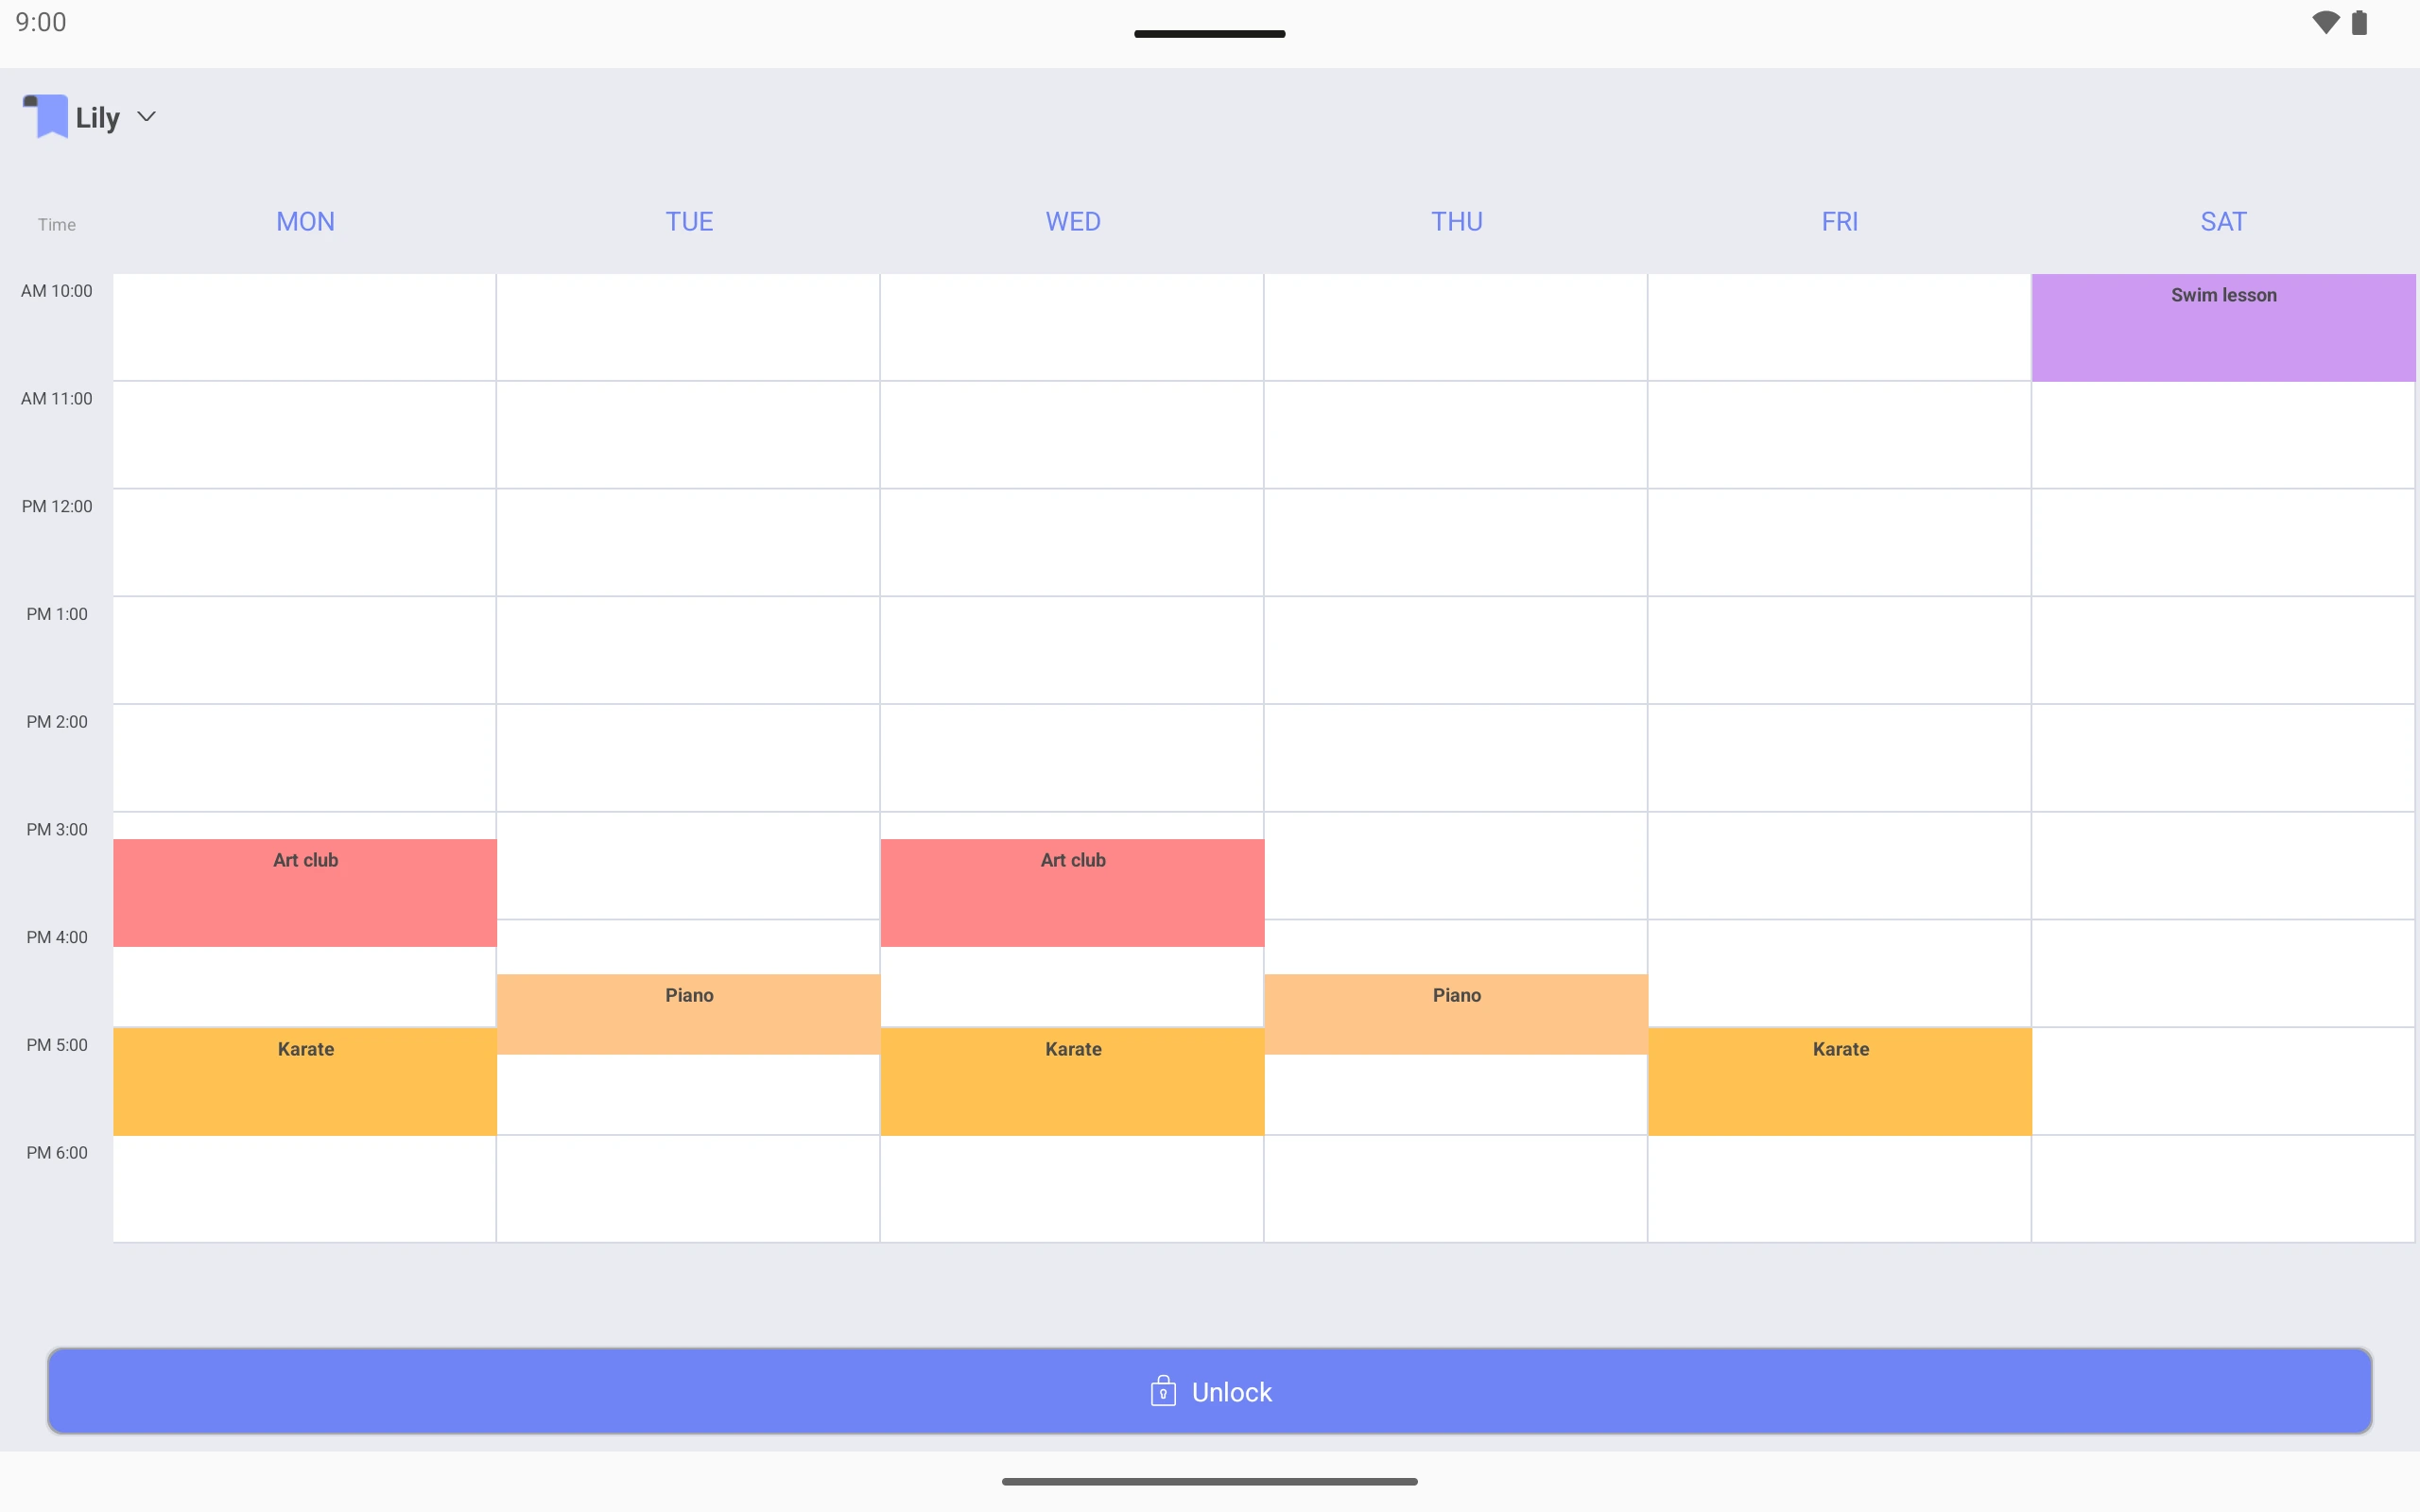 9:00
Lily
Time MON TUE WED THU FRI SAT
AM 10:00 Swim lesson
AM 11:00
PM 12:00
PM 1:00
PM 2:00
PM 3:00
Art club Art club
PM 4:00
Piano Piano
PM 5:00 Karate Karate Karate
PM 6:00
Unlock